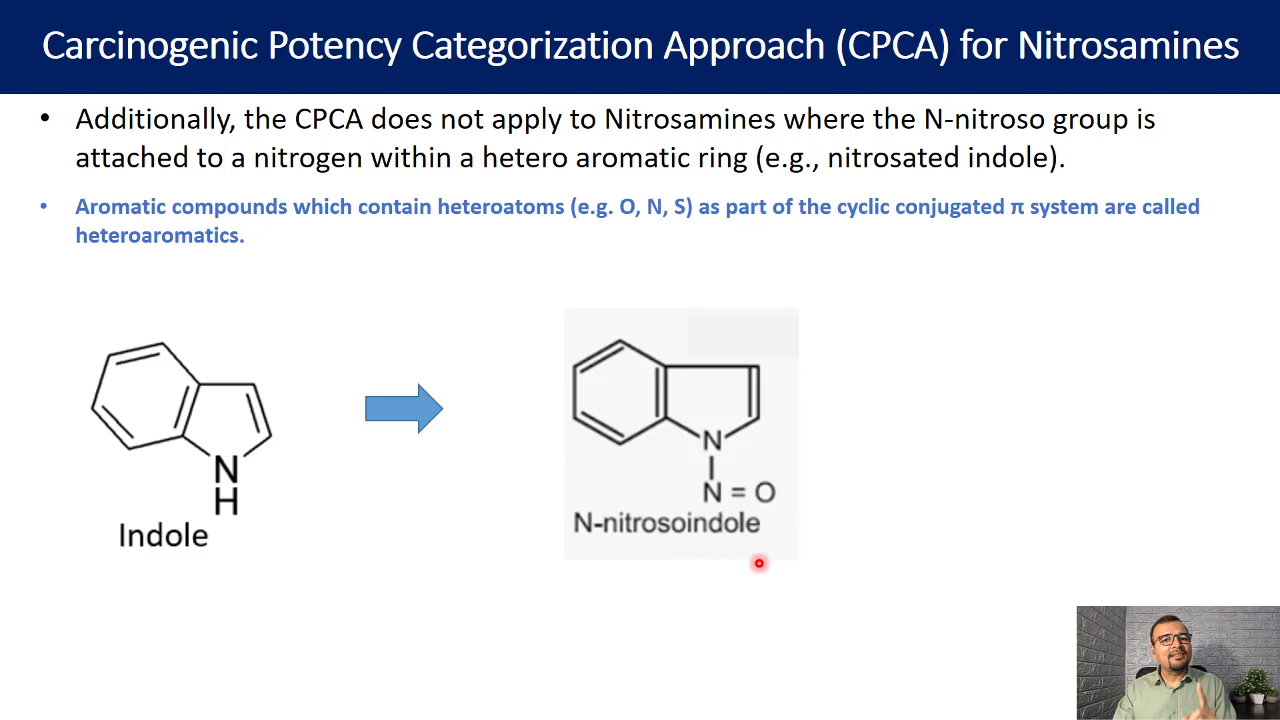 Carcinogenic Potency Categorization Approach (CPCA) for Nitrosamines
• Additionally, the CPCA does not apply to Nitrosamines where the N-nitroso group is
attached to a nitrogen within a hetero aromatic ring (e.g., nitrosated indole).
• Aromatic compounds which contain heteroatoms (e.g. O, N, S) as part of the cyclic conjugated π system are called
heteroaromatics.
N
H
Indole
N
N = O
N-nitrosoindole